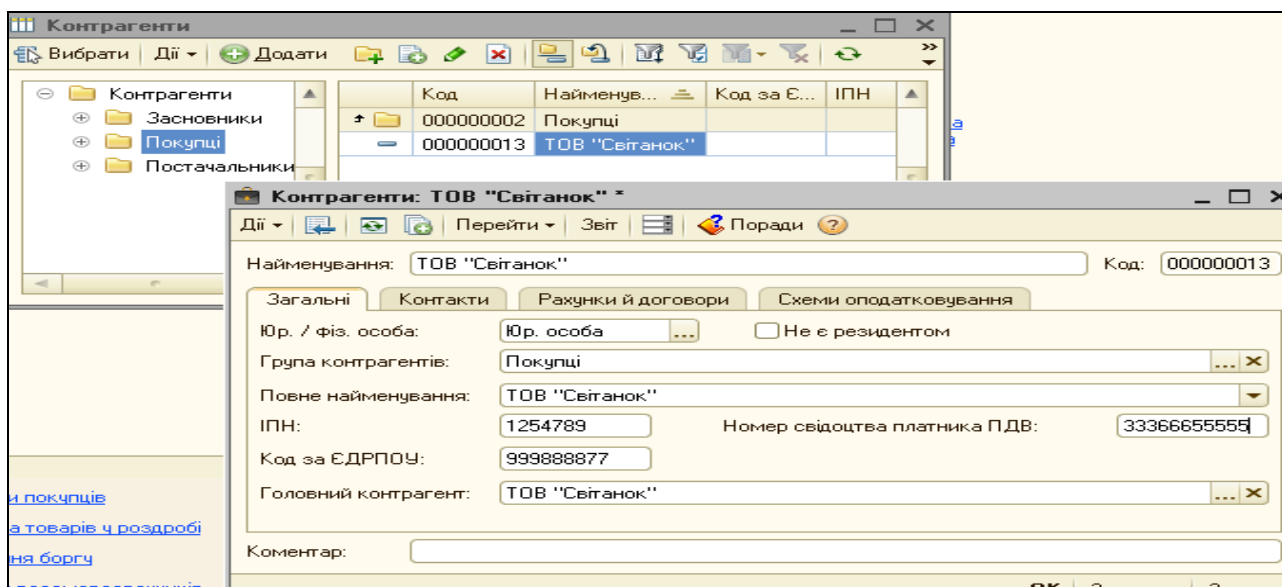 Контрагенти
Вибрати Дії Додати »
Контрагенти Код Найменув... Код за Є... ІПН
Засновники 000000002 Покупці
Покупці 000000013 ТОВ "Світанок"
Постачальники
Контрагенти: ТОВ "Світанок" *
Дії Перейти Звіт Поради
Найменування: ТОВ "Світанок" Код: 000000013
Загальні Контакти Рахунки й договори Схеми оподатковування
Юр. / фіз. особа: Юр. особа ... Не є резидентом
Група контрагентів: Покупці ...
Повне найменування: ТОВ "Світанок"
ІПН: 1254789 Номер свідоцтва платника ПДВ: 33366655555
Код за ЄДРПОУ: 999888877
Головний контрагент: ТОВ "Світанок" ...
и покупців
а товарів у роздробі
Коментар:
ня боргу